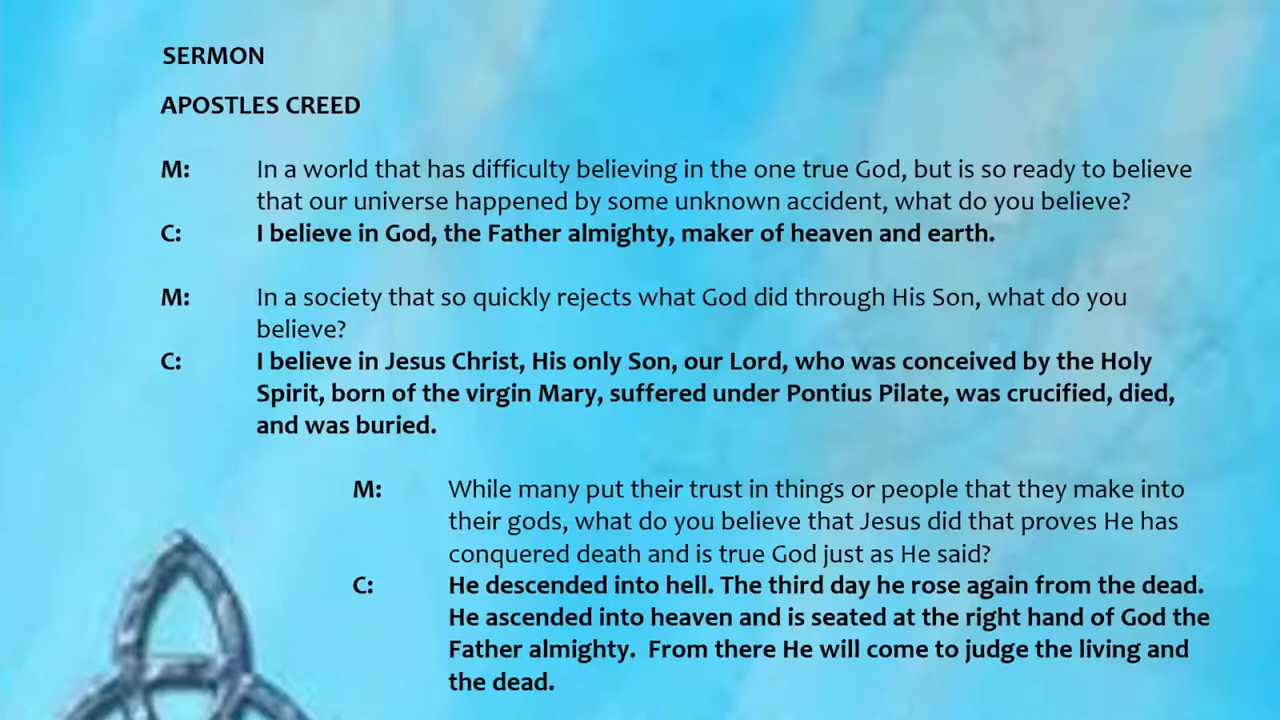 SERMON
APOSTLES CREED
M: In a world that has difficulty believing in the one true God, but is so ready to believe
that our universe happened by some unknown accident, what do you believe?
C: I believe in God, the Father almighty, maker of heaven and earth.
M: In a society that so quickly rejects what God did through His Son, what do you
believe?
C: I believe in Jesus Christ, His only Son, our Lord, who was conceived by the Holy
Spirit, born of the virgin Mary, suffered under Pontius Pilate, was crucified, died,
and was buried.
M: While many put their trust in things or people that they make into
their gods, what do you believe that Jesus did that proves He has
conquered death and is true God just as He said?
C: He descended into hell. The third day he rose again from the dead.
He ascended into heaven and is seated at the right hand of God the
Father almighty.  From there He will come to judge the living and
the dead.